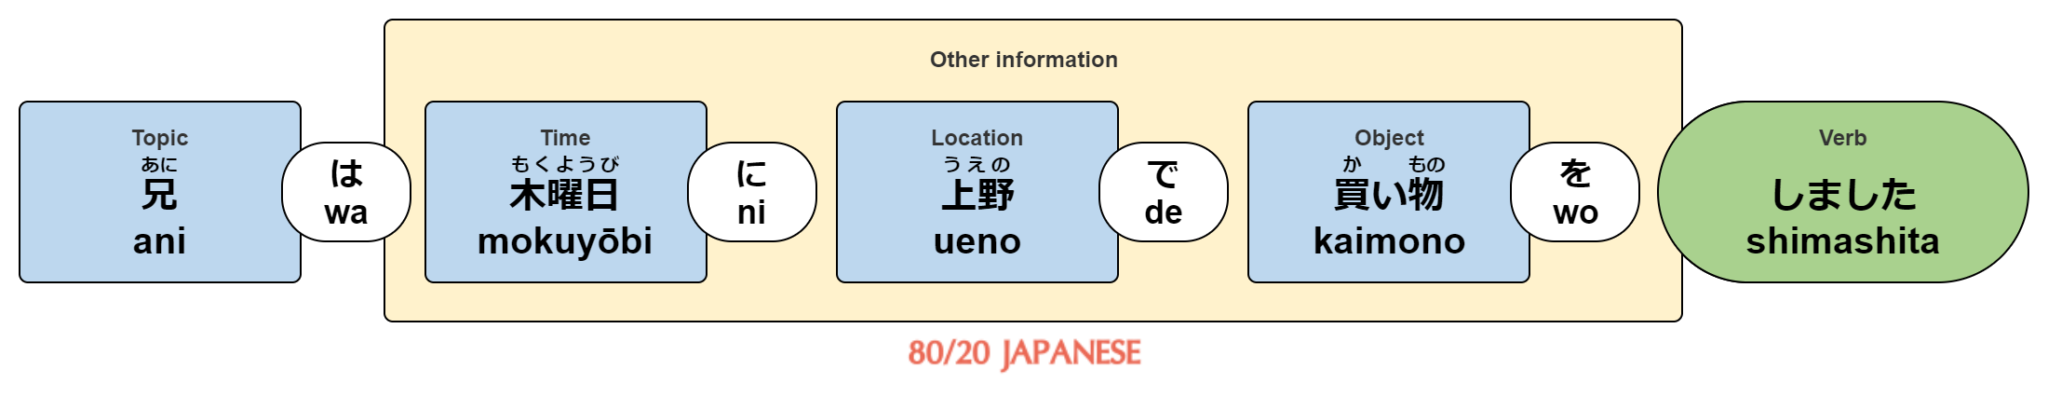 Other information
Topic
あに
兄
ani
は
wa
Time
もくようび
木曜日
mokuyōbi
に
ni
Location
うえの
上野
ueno
で
de
Object
か もの
買い物
kaimono
を
wo
Verb
しました
shimashita
80/20 JAPANESE